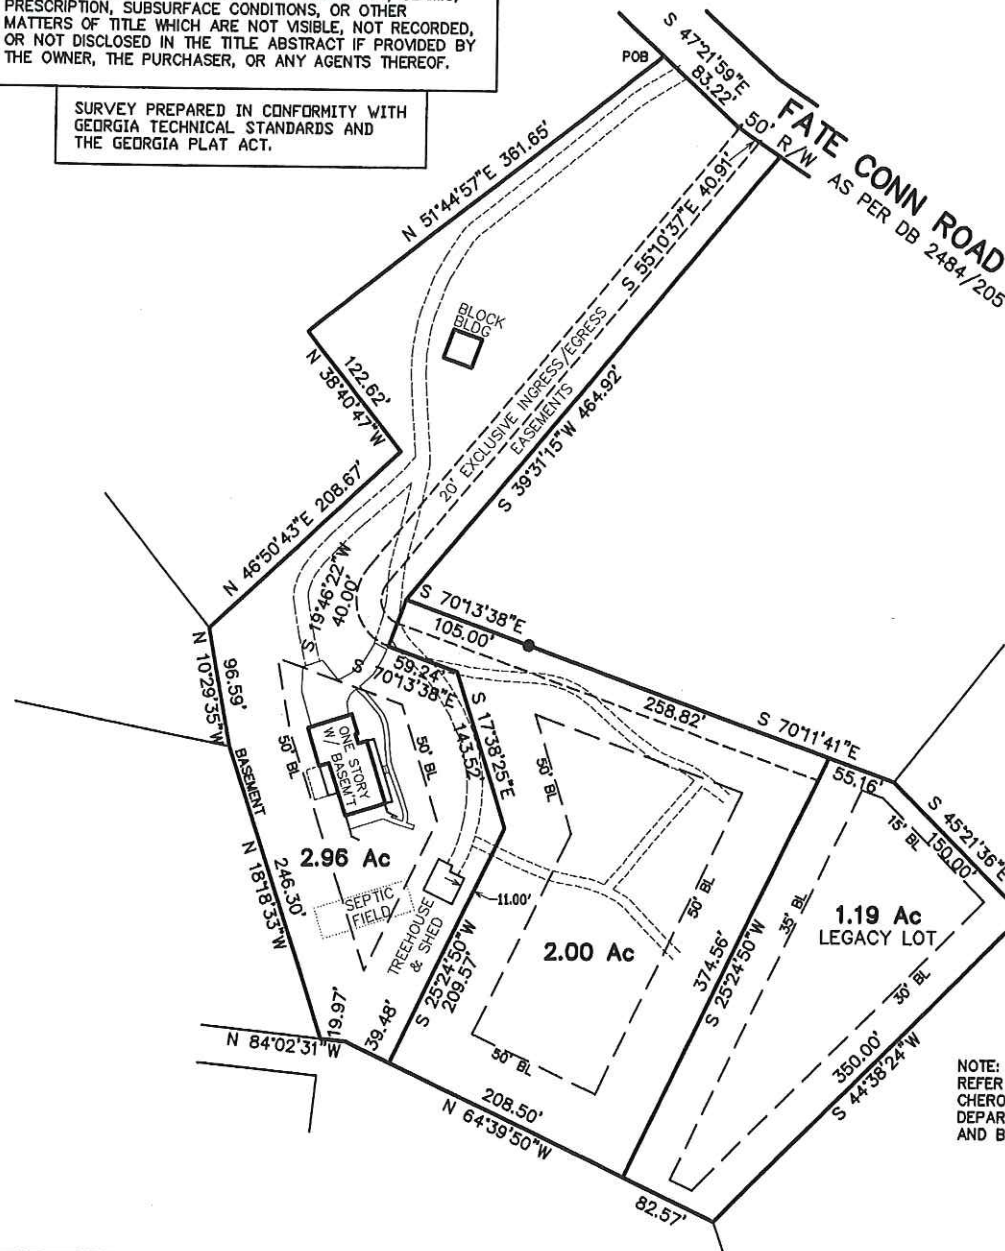 PRESCRIPTION, SUBSURFACE CONDITIONS, OR OTHER
MATTERS OF TITLE WHICH ARE NOT VISIBLE, NOT RECORDED,
OR NOT DISCLOSED IN THE TITLE ABSTRACT IF PROVIDED BY
THE OWNER, THE PURCHASER, OR ANY AGENTS THEREOF.
SURVEY PREPARED IN CONFORMITY WITH
GEORGIA TECHNICAL STANDARDS AND
THE GEORGIA PLAT ACT.
POB
S 47°21'59"E
83.22'
50' R/W
FATE CONN ROAD
AS PER DB 2484/205
N 51°44'57"E 361.65'
S 55°10'37"E 40.91'
BLOCK
BLDG
122.62'
N 38°40'47"W
20' EXCLUSIVE INGRESS/EGRESS
EASEMENTS
S 39°31'15"W 464.92'
N 46°50'43"E 208.67'
S 19°46'22"W
40.00'
S 70°13'38"E
105.00'
59.24'
S 70°13'38"E
96.59'
N 10°29'35"W
S 17°38'25"E
143.52'
258.82'
S 70°11'41"E
55.16'
S 45°21'36"E
150.00'
50' BL
ONE STORY
W/ BASEM'T
50' BL
50' BL
15' BL
BASEMENT
246.30'
N 18°18'33"W
2.96 Ac
SEPTIC
FIELD
TREEHOUSE
& SHED
11.00'
50' BL
35' BL
1.19 Ac
LEGACY LOT
2.00 Ac
374.56'
S 25°24'50"W
S 25°24'50"W
209.57'
30' BL
19.97'
39.48'
N 84°02'31"W
50' BL
350.00'
S 44°38'24"W
208.50'
N 64°39'50"W
82.57'
NOTE:
REFER
CHERO
DEPAR
AND B